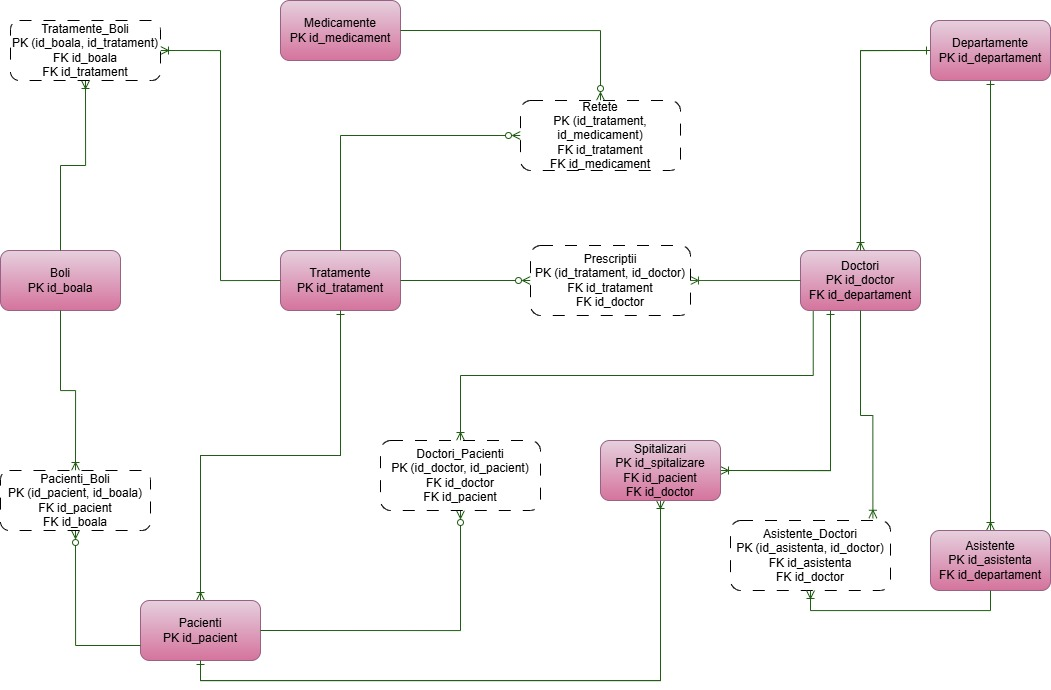 Tratamente_Boli
PK (id_boala, id_tratament)
FK id_boala
FK id_tratament
Medicamente
PK id_medicament
Departamente
PK id_departament
Retete
PK (id_tratament,
id_medicament)
FK id_tratament
FK id_medicament
Boli
PK id_boala
Tratamente
PK id_tratament
Prescriptii
PK (id_tratament, id_doctor)
FK id_tratament
FK id_doctor
Doctori
PK id_doctor
FK id_departament
Pacienti_Boli
PK (id_pacient, id_boala)
FK id_pacient
FK id_boala
Doctori_Pacienti
PK (id_doctor, id_pacient)
FK id_doctor
FK id_pacient
Spitalizari
PK id_spitalizare
FK id_pacient
FK id_doctor
Asistente_Doctori
PK (id_asistenta, id_doctor)
FK id_asistenta
FK id_doctor
Asistente
PK id_asistenta
FK id_departament
Pacienti
PK id_pacient